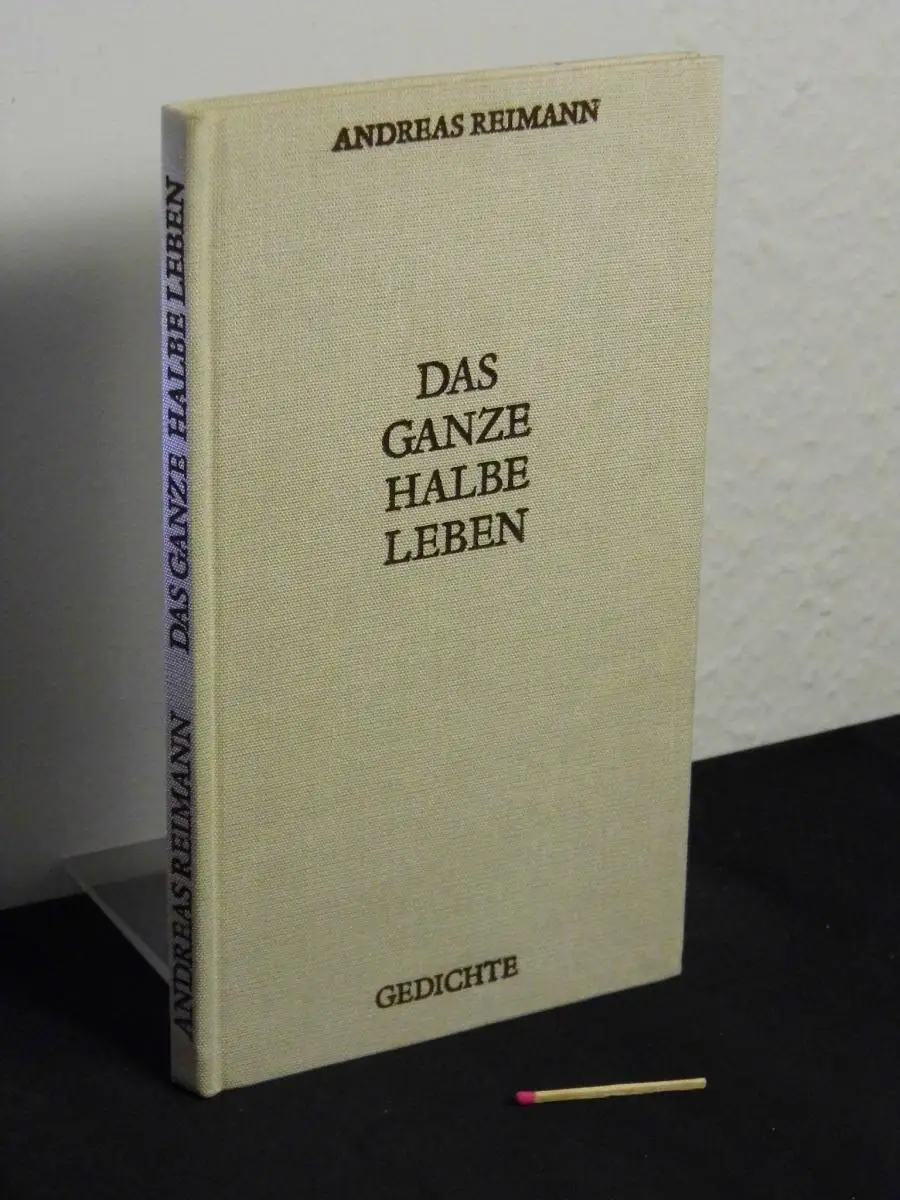 ANDREAS REIMANN
DAS
GANZE
HALBE
LEBEN
GEDICHTE
ANDREAS REIMANN DAS GANZE HALBE LEBEN